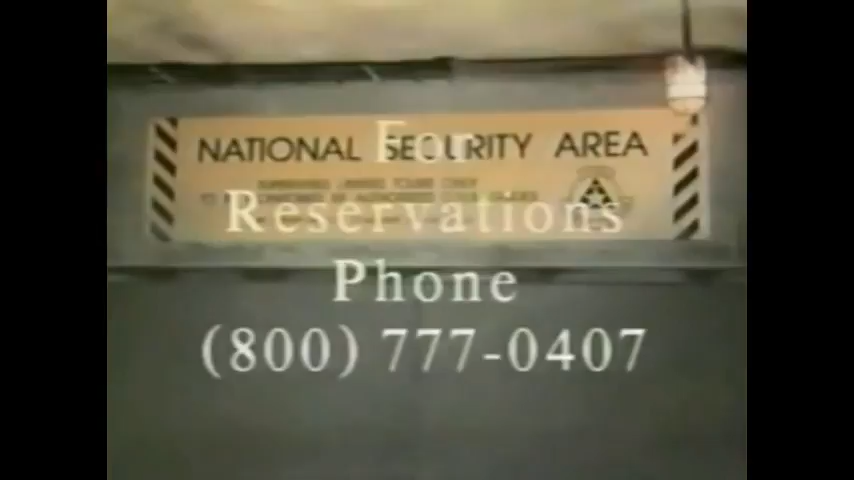 NATIONAL SECURITY AREA
For
Reservations
Phone
(800) 777-0407